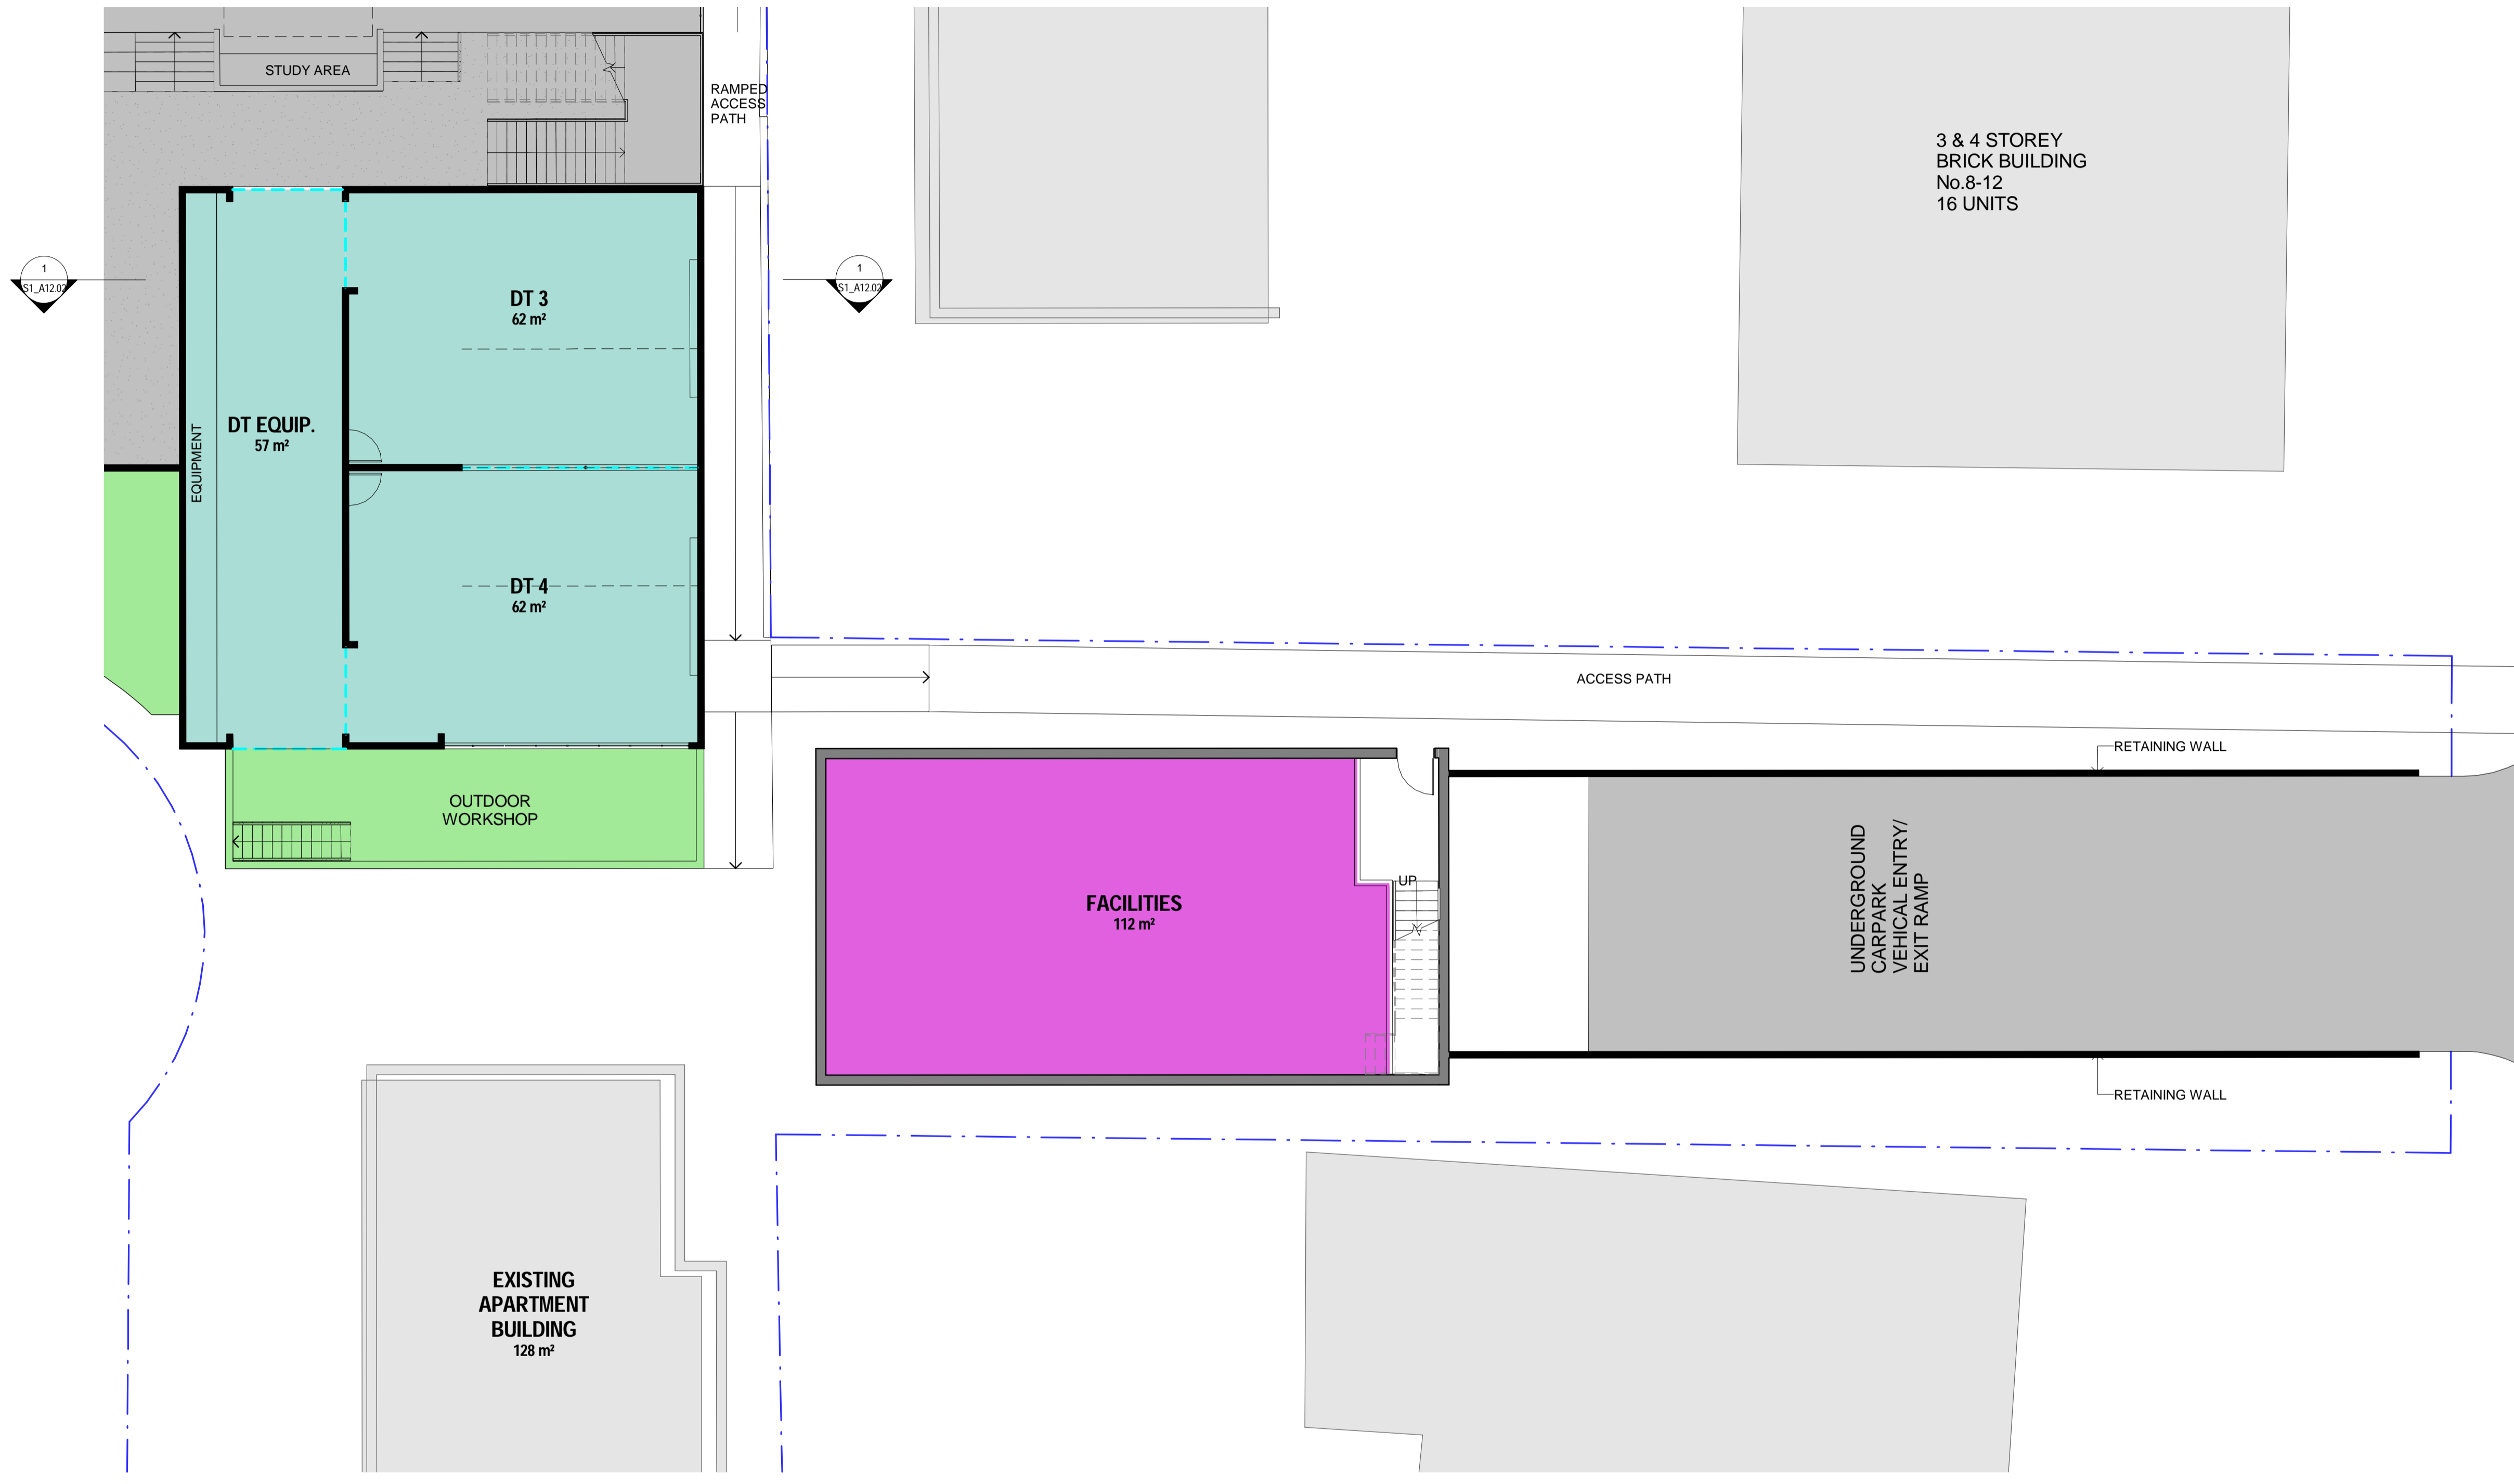 STUDY AREA
RAMPED
ACCESS
PATH
3 & 4 STOREY
BRICK BUILDING
No.8-12
16 UNITS
1
S1_A12.02
1
S1_A12.02
DT 3
62 m²
DT EQUIP.
57 m²
EQUIPMENT
DT 4
62 m²
ACCESS PATH
RETAINING WALL
OUTDOOR
WORKSHOP
UP
FACILITIES
112 m²
UNDERGROUND
CARPARK
VEHICAL ENTRY/
EXIT RAMP
RETAINING WALL
EXISTING
APARTMENT
BUILDING
128 m²